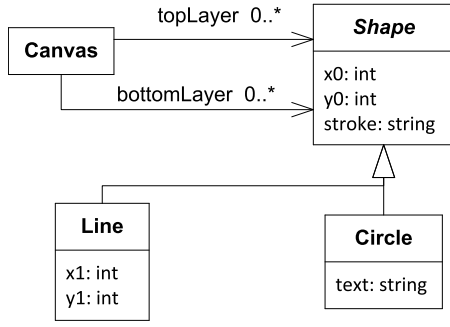 topLayer 0..*
Canvas
bottomLayer 0..*
Shape
x0: int
y0: int
stroke: string
Line
x1: int
y1: int
Circle
text: string